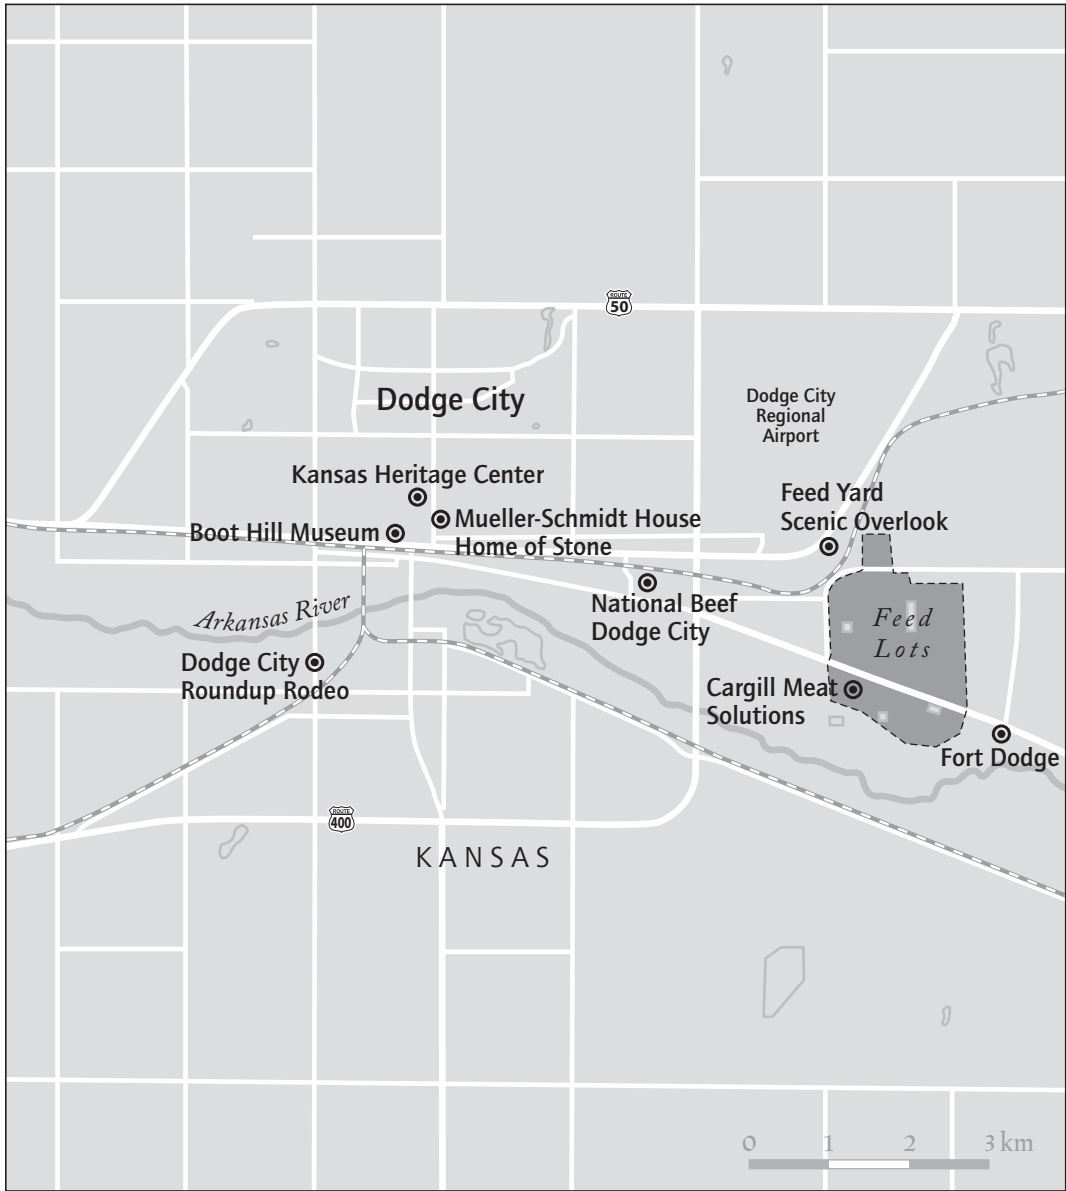 ROUTE
50
Dodge City
Dodge City
Regional
Airport
Kansas Heritage Center
Feed Yard
Scenic Overlook
Boot Hill Museum
Mueller-Schmidt House
Home of Stone
National Beef
Dodge City
Arkansas River
Feed
Lots
Dodge City
Roundup Rodeo
Cargill Meat
Solutions
Fort Dodge
ROUTE
400
KANSAS
0 1 2 3 km